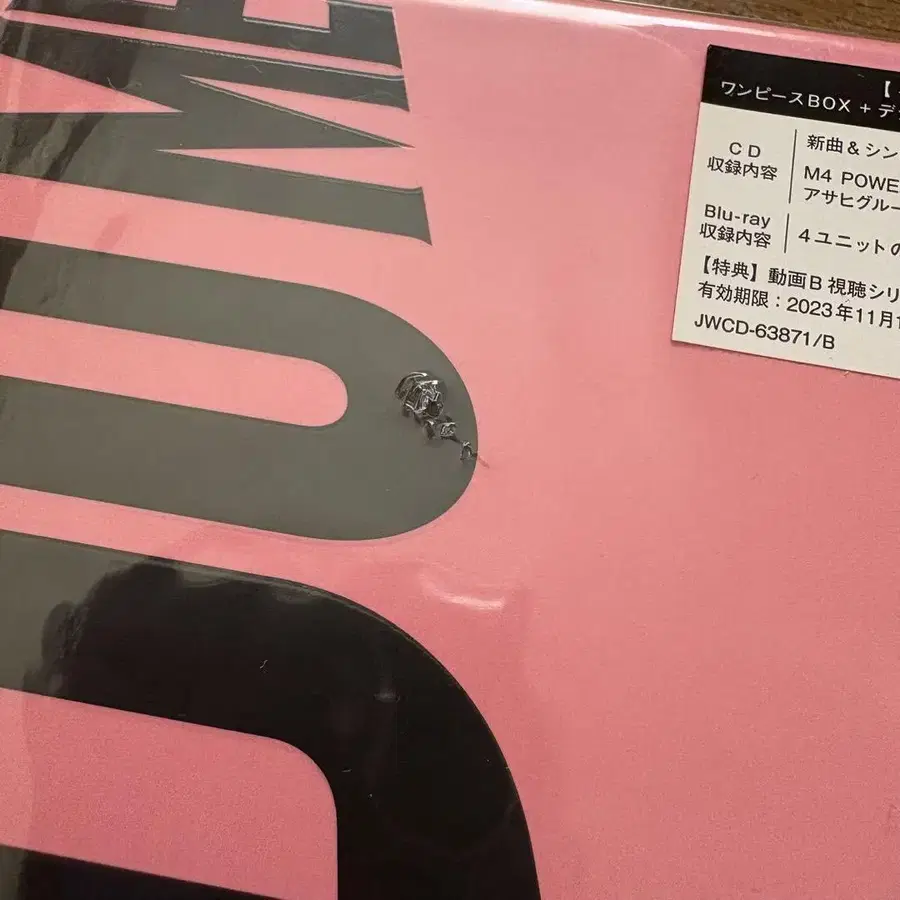 UME
【
ワンピースBOX + デ
CD
収録内容
新曲&シン
M4 POWE
アサヒグルー
Blu-ray
収録内容
4ユニットの
【特典】動画B 視聴シリ
有効期限：2023年11月1
JWCD-63871/B